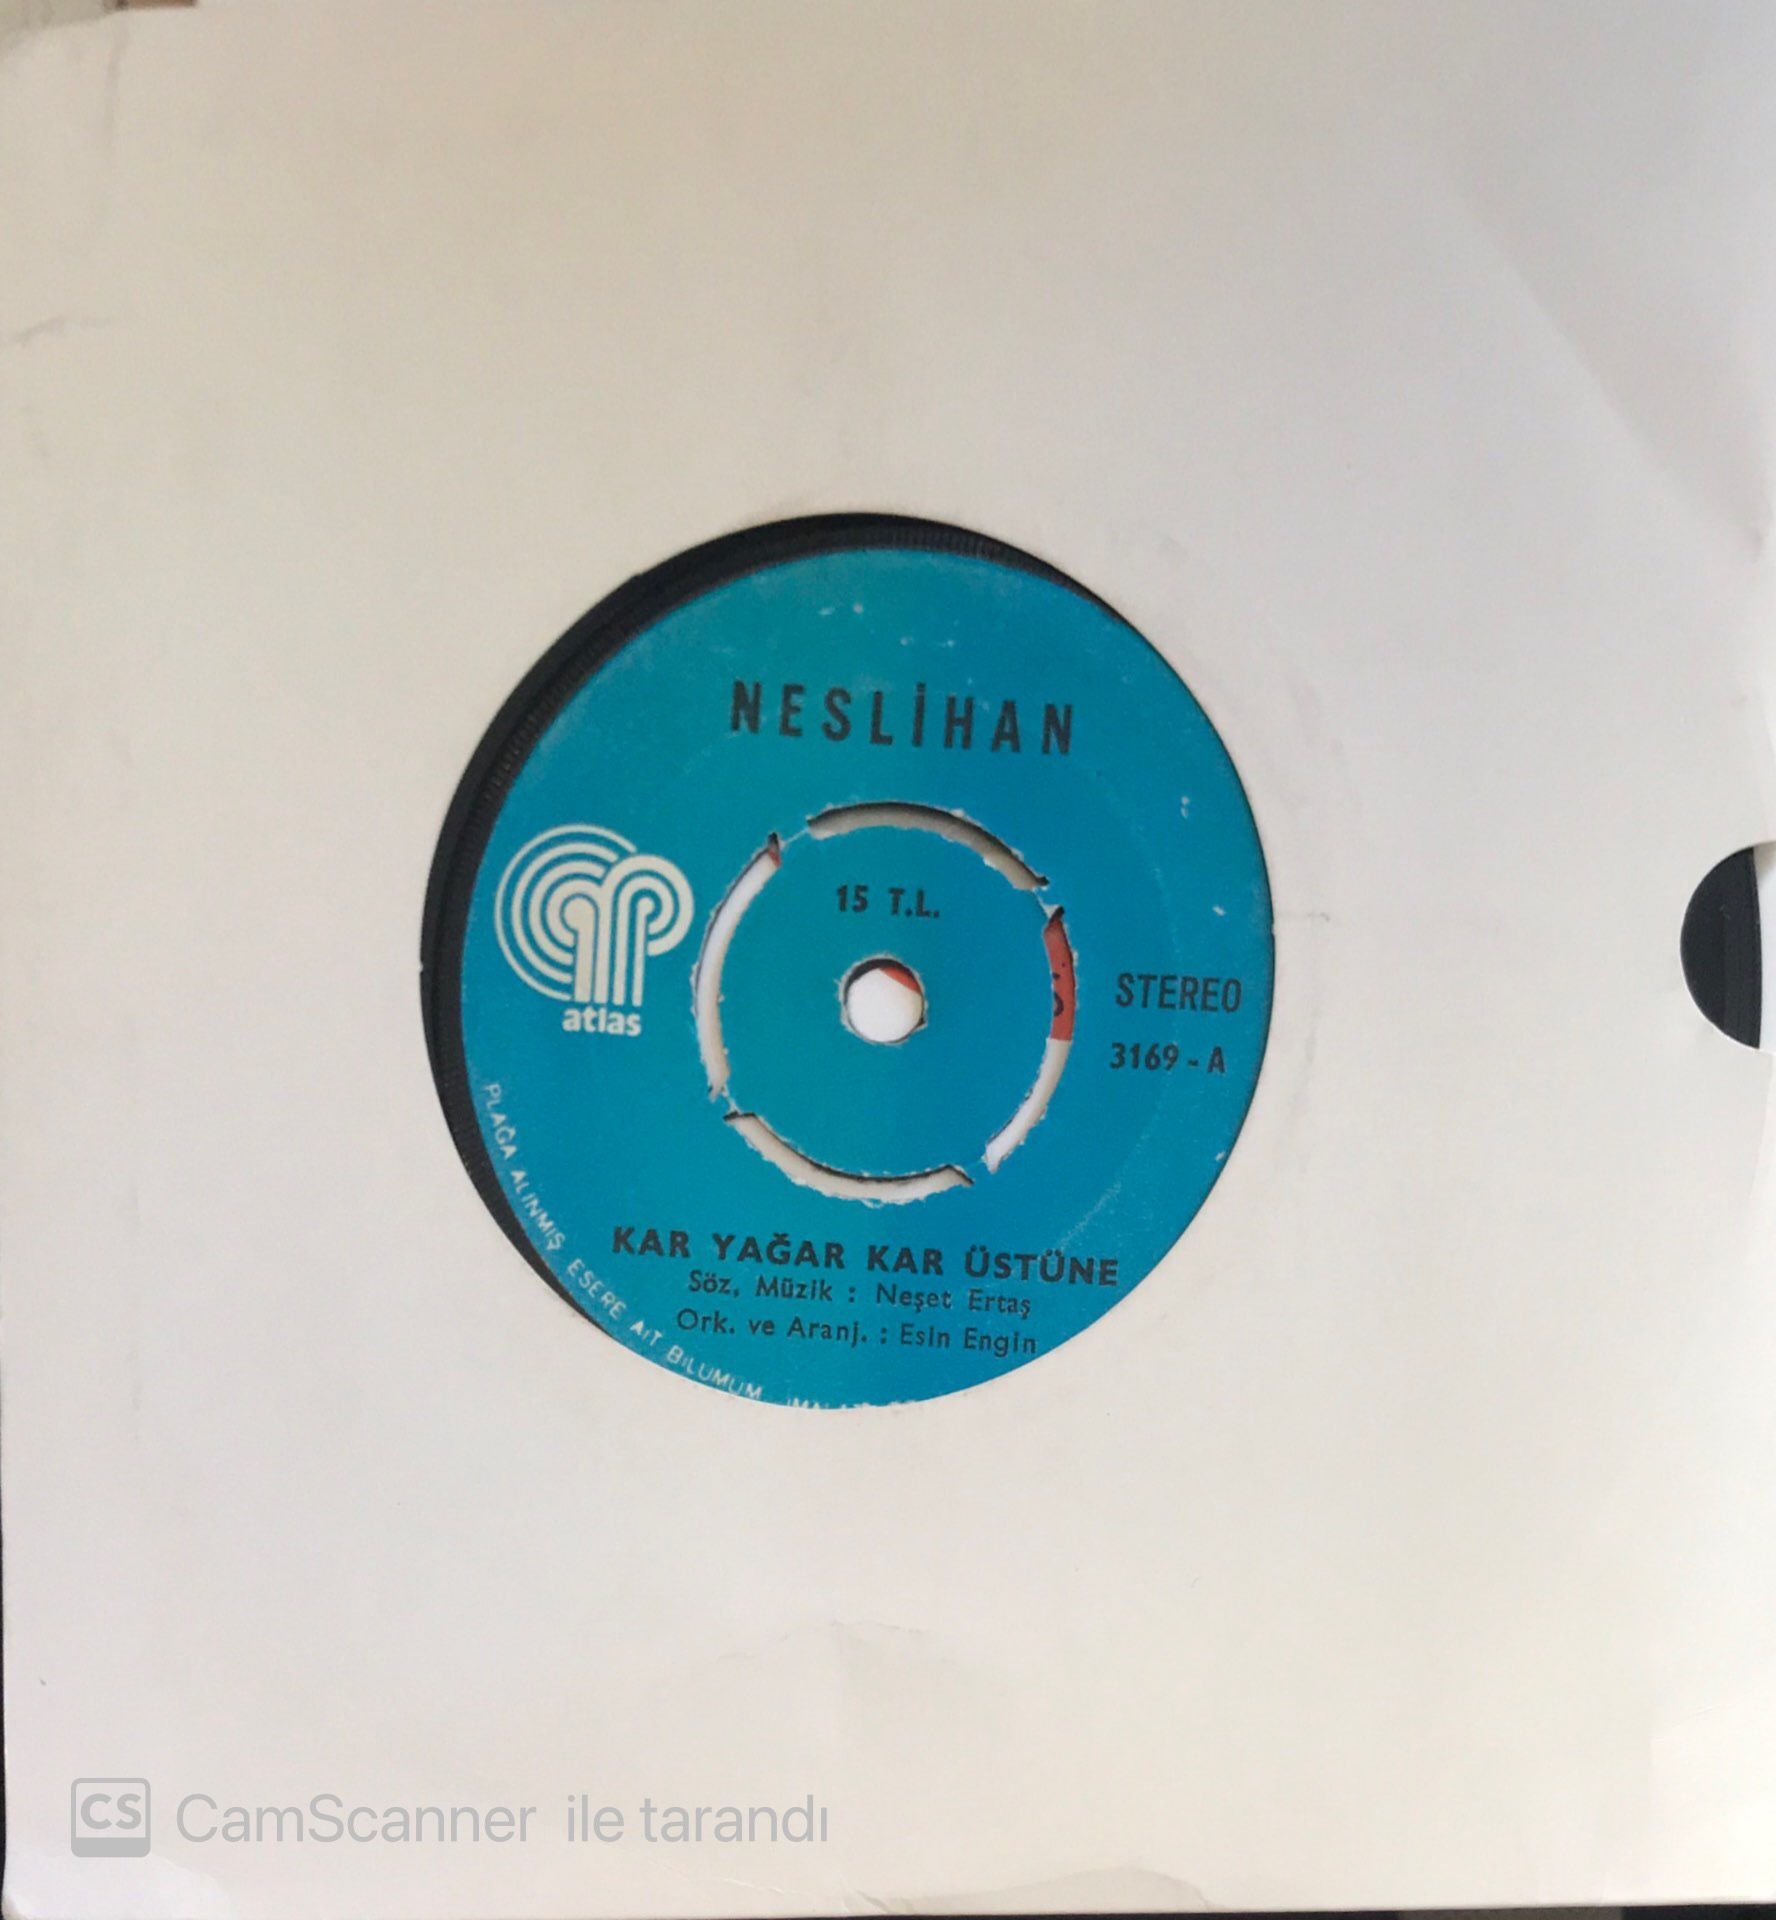 NESLİHAN
15 T.L.
atlas
STEREO
3169 - A
KAR YAĞAR KAR ÜSTÜNE
Söz, Müzik : Neşet Ertaş
Ork. ve Aranj. : Esin Engin
PLAĞA ALINMIŞ ESERE AİT BİLUMUM
CS CamScanner ile tarandı